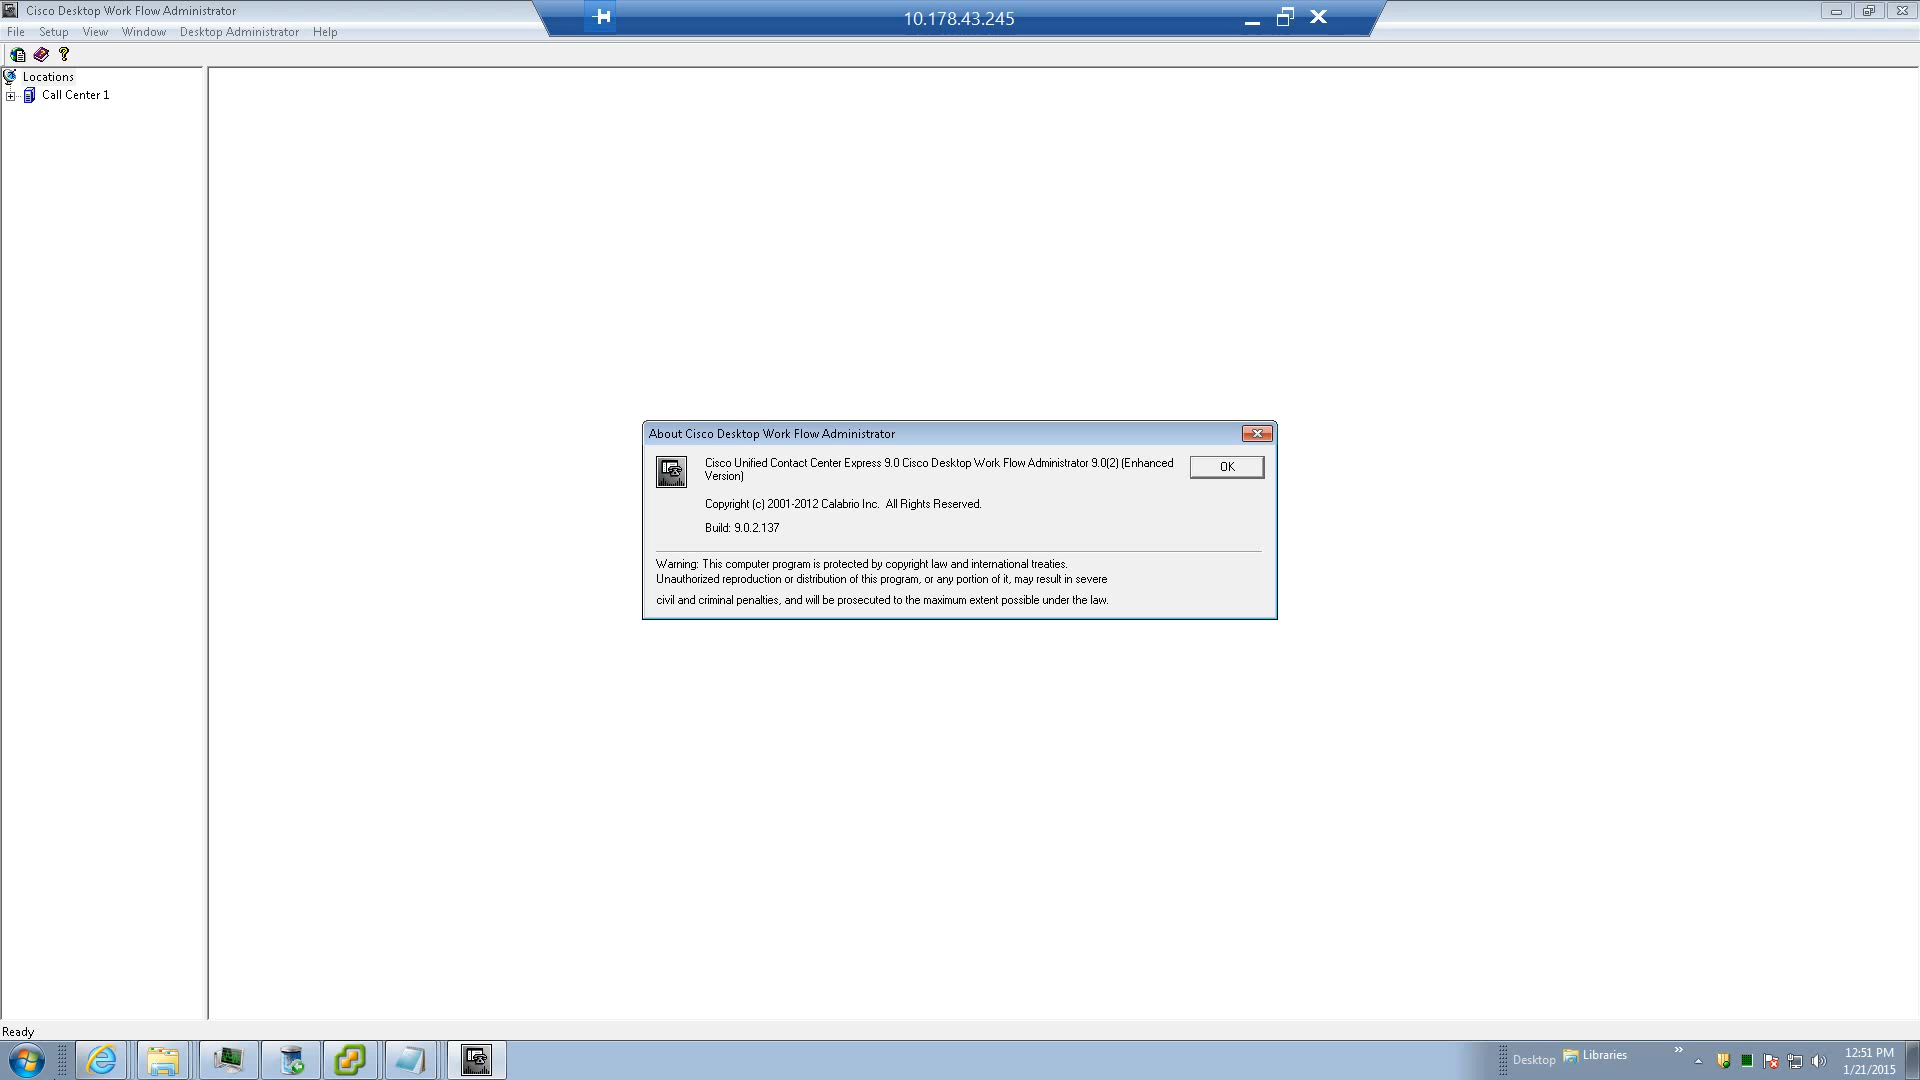 Cisco Desktop Work Flow Administrator
10.178.43.245
File Setup View Window Desktop Administrator Help
Locations
Call Center 1
About Cisco Desktop Work Flow Administrator
Cisco Unified Contact Center Express 9.0 Cisco Desktop Work Flow Administrator 9.0(2) (Enhanced
Version)
OK
Copyright (c) 2001-2012 Calabrio Inc. All Rights Reserved.
Build: 9.0.2.137
Warning: This computer program is protected by copyright law and international treaties.
Unauthorized reproduction or distribution of this program, or any portion of it, may result in severe
civil and criminal penalties, and will be prosecuted to the maximum extent possible under the law.
Ready
Desktop
Libraries
12:51 PM
1/21/2015